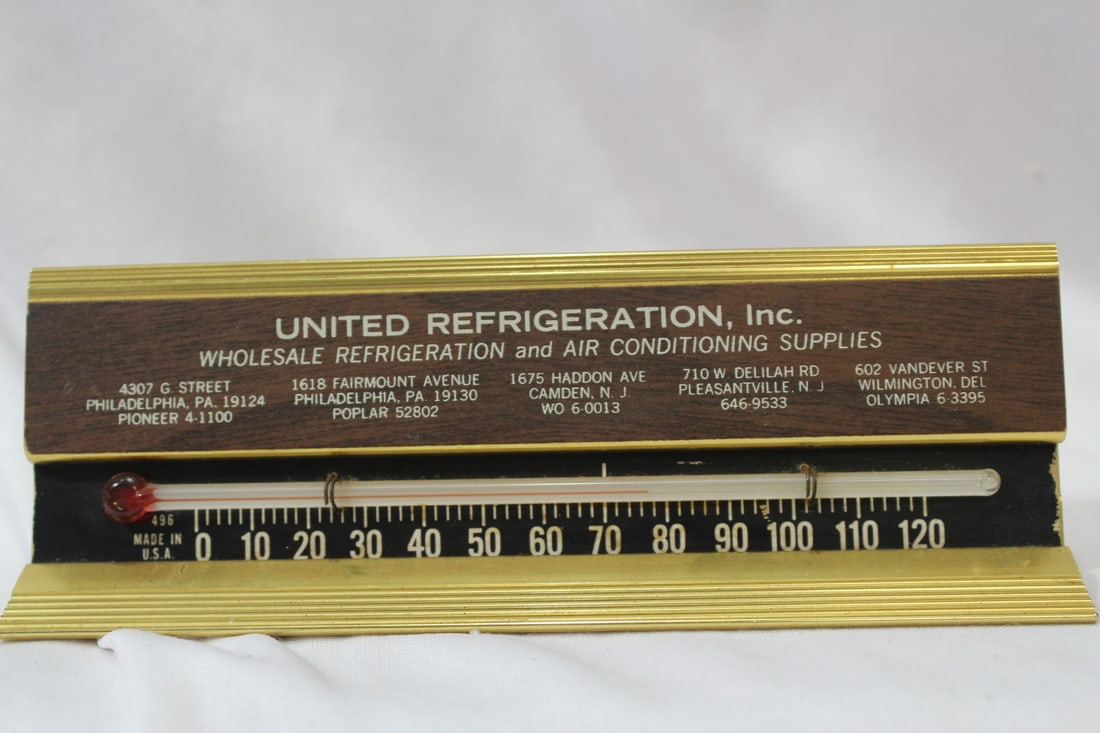 UNITED REFRIGERATION, Inc.
WHOLESALE REFRIGERATION and AIR CONDITIONING SUPPLIES
4307 G. STREET
PHILADELPHIA, PA. 19124
PIONEER 4-1100
1618 FAIRMOUNT AVENUE
PHILADELPHIA, PA. 19130
POPLAR 52802
1675 HADDON AVE
CAMDEN, N. J.
WO 6-0013
710 W. DELILAH RD
PLEASANTVILLE, N. J
646-9533
602 VANDEVER ST
WILMINGTON, DEL
OLYMPIA 6-3395
496
MADE IN
U.S.A.
0 10 20 30 40 50 60 70 80 90 100 110 120